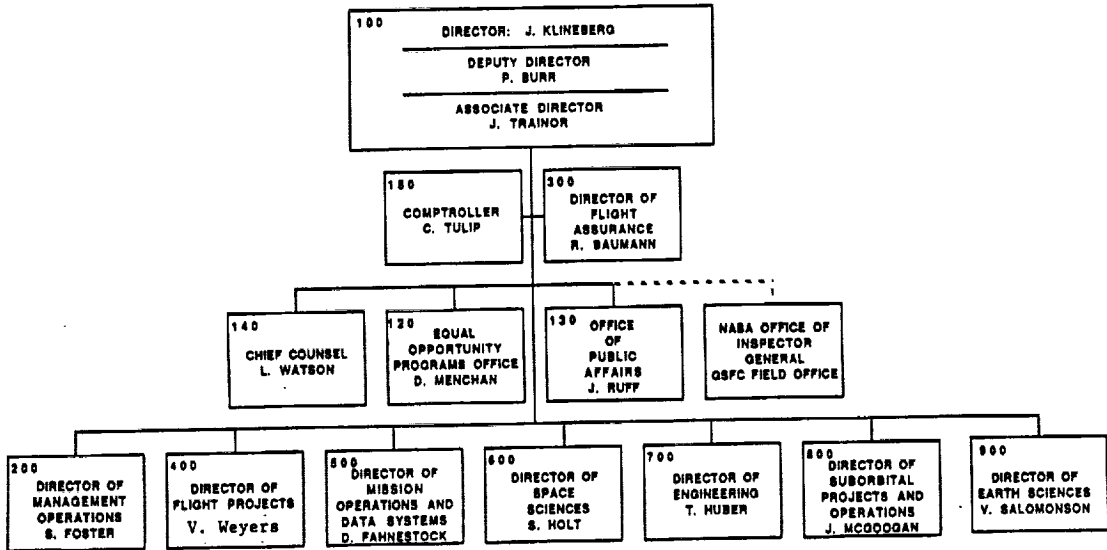 100
DIRECTOR: J. KLINEBERG
DEPUTY DIRECTOR
P. BURR
ASSOCIATE DIRECTOR
J. TRAINOR
150
COMPTROLLER
C. TULIP
300
DIRECTOR OF
FLIGHT
ASSURANCE
R. BAUMANN
140
CHIEF COUNSEL
L. WATSON
120
EQUAL
OPPORTUNITY
PROGRAMS OFFICE
D. MENCHAN
130
OFFICE
OF
PUBLIC
AFFAIRS
J. RUFF
NASA OFFICE OF
INSPECTOR
GENERAL
GSFC FIELD OFFICE
200
DIRECTOR OF
MANAGEMENT
OPERATIONS
S. FOSTER
400
DIRECTOR OF
FLIGHT PROJECTS
V. Weyers
500
DIRECTOR OF
MISSION
OPERATIONS AND
DATA SYSTEMS
D. FAHNESTOCK
600
DIRECTOR OF
SPACE
SCIENCES
S. HOLT
700
DIRECTOR OF
ENGINEERING
T. HUBER
800
DIRECTOR OF
SUBORBITAL
PROJECTS AND
OPERATIONS
J. MCGOOGAN
900
DIRECTOR OF
EARTH SCIENCES
V. SALOMONSON